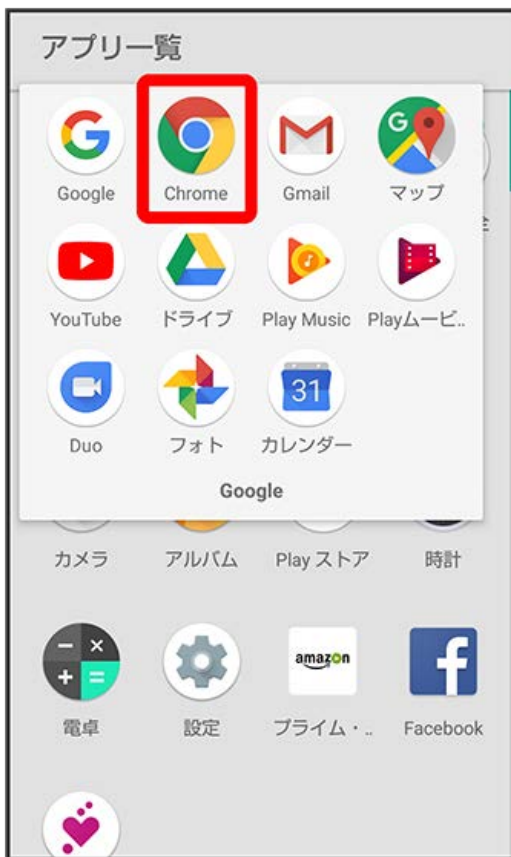 アプリ一覧
Google
Chrome
Gmail
マップ
YouTube
ドライブ
Play Music
Playムービ..
Duo
フォト
31
カレンダー
Google
カメラ
アルバム
Play ストア
時計
電卓
設定
amazon
プライム・..
Facebook